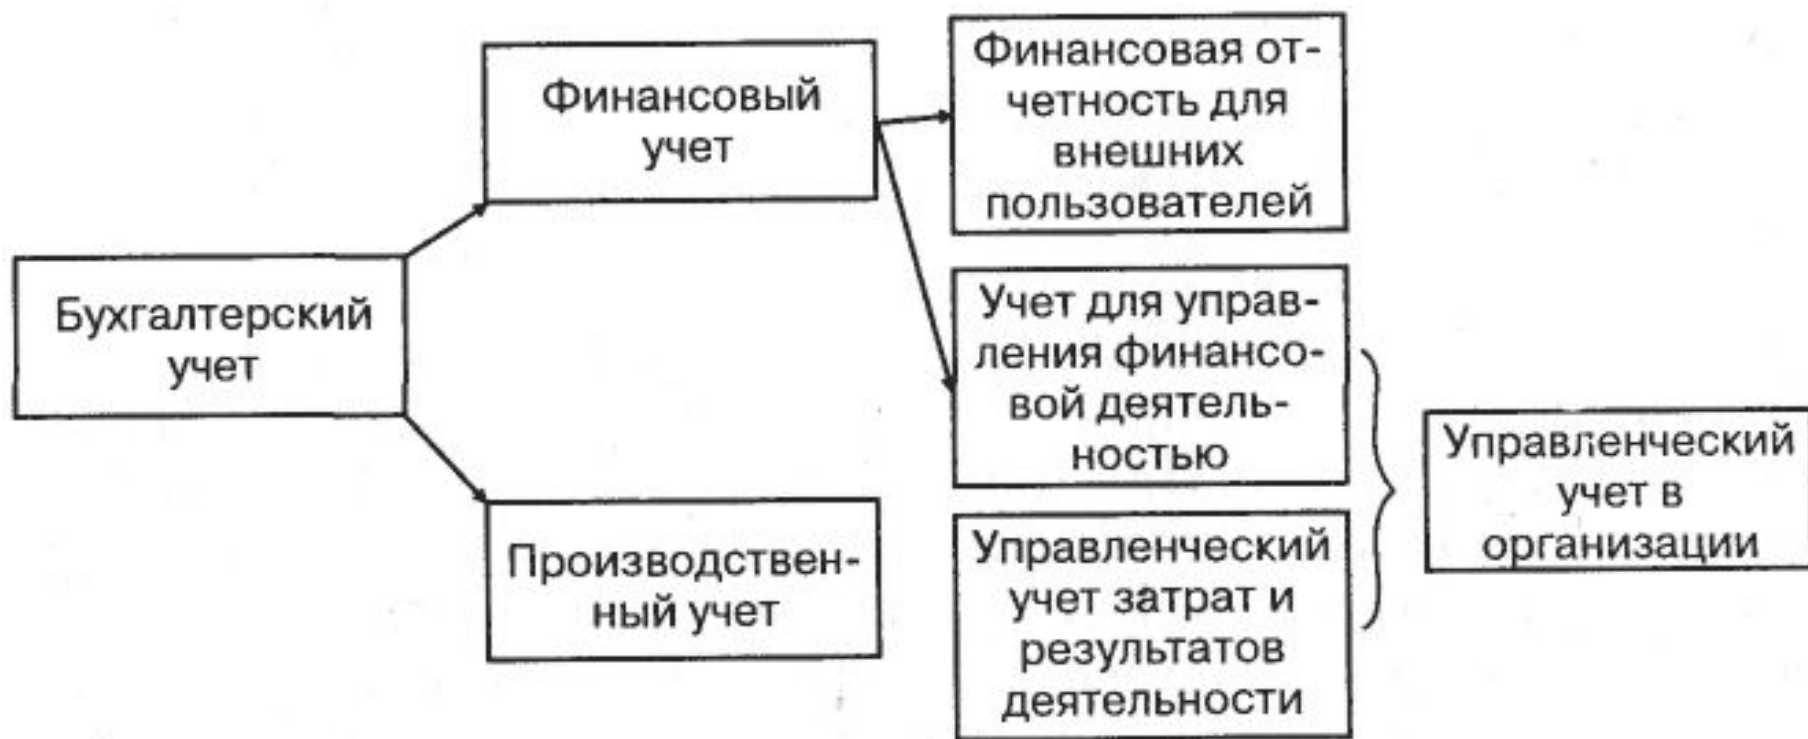 Финансовая от-
четность для
внешних
пользователей
Финансовый
учет
Бухгалтерский
учет
Учет для управ-
ления финансо-
вой деятель-
ностью
Управленческий
учет в
организации
Производствен-
ный учет
Управленческий
учет затрат и
результатов
деятельности